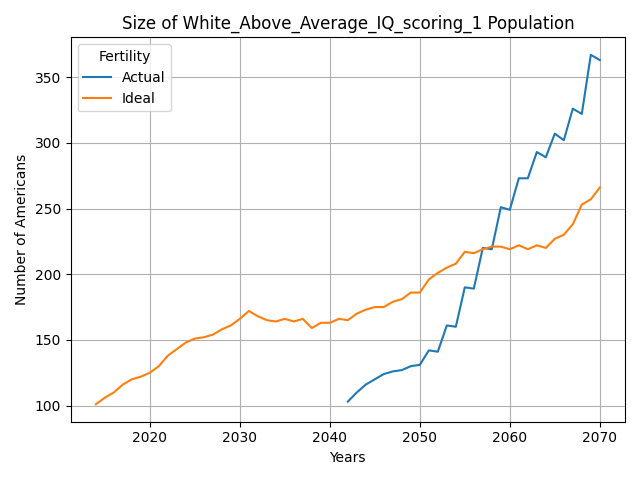 Size of White_Above_Average_IQ_scoring_1 Population
Fertility
Actual
Ideal
Number of Americans
350
300
250
200
150
100
2020
2030
2040
2050
2060
2070
Years